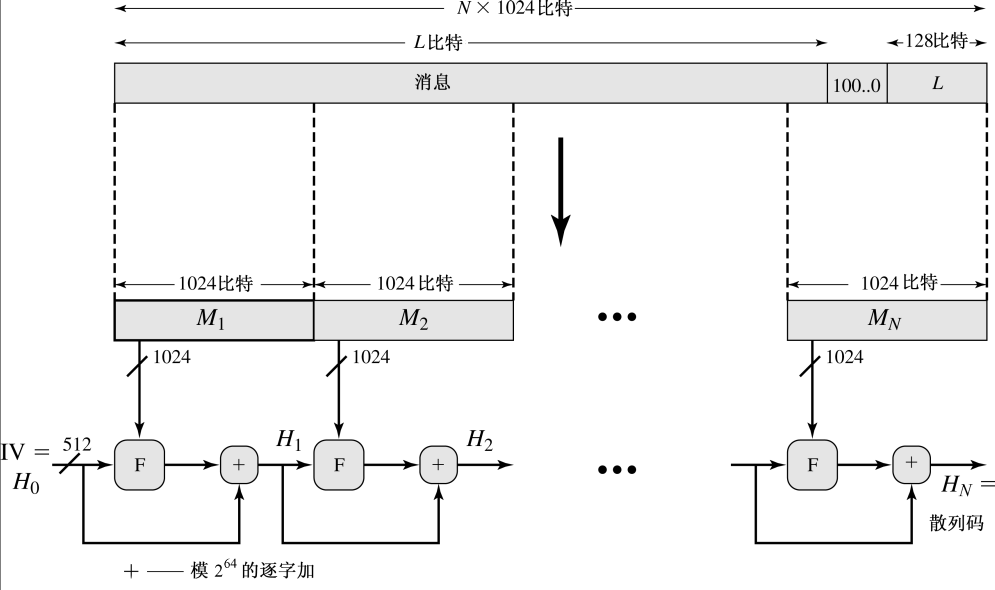 N × 1024比特
L比特 128比特
消息 100..0 L
1024比特 1024比特 1024比特
M1 M2 ••• MN
1024 1024 1024
IV = H0 512 F + H1 F + H2 ••• F + HN = 散列码
+ —— 模 2^64 的逐字加